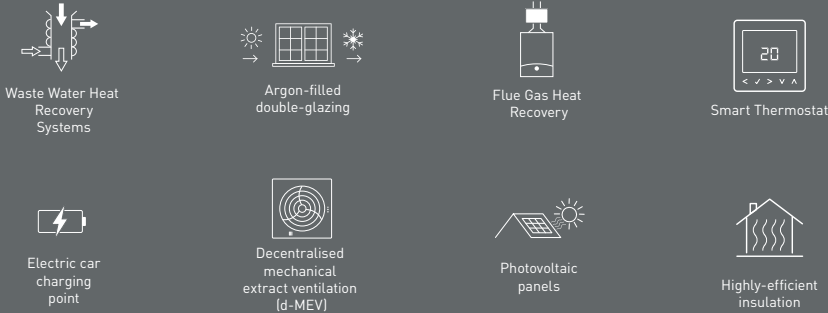 Waste Water Heat
Recovery
Systems
Argon-filled
double-glazing
Flue Gas Heat
Recovery
20
Smart Thermostat
Electric car
charging
point
Decentralised
mechanical
extract ventilation
(d-MEV)
Photovoltaic
panels
Highly-efficient
insulation